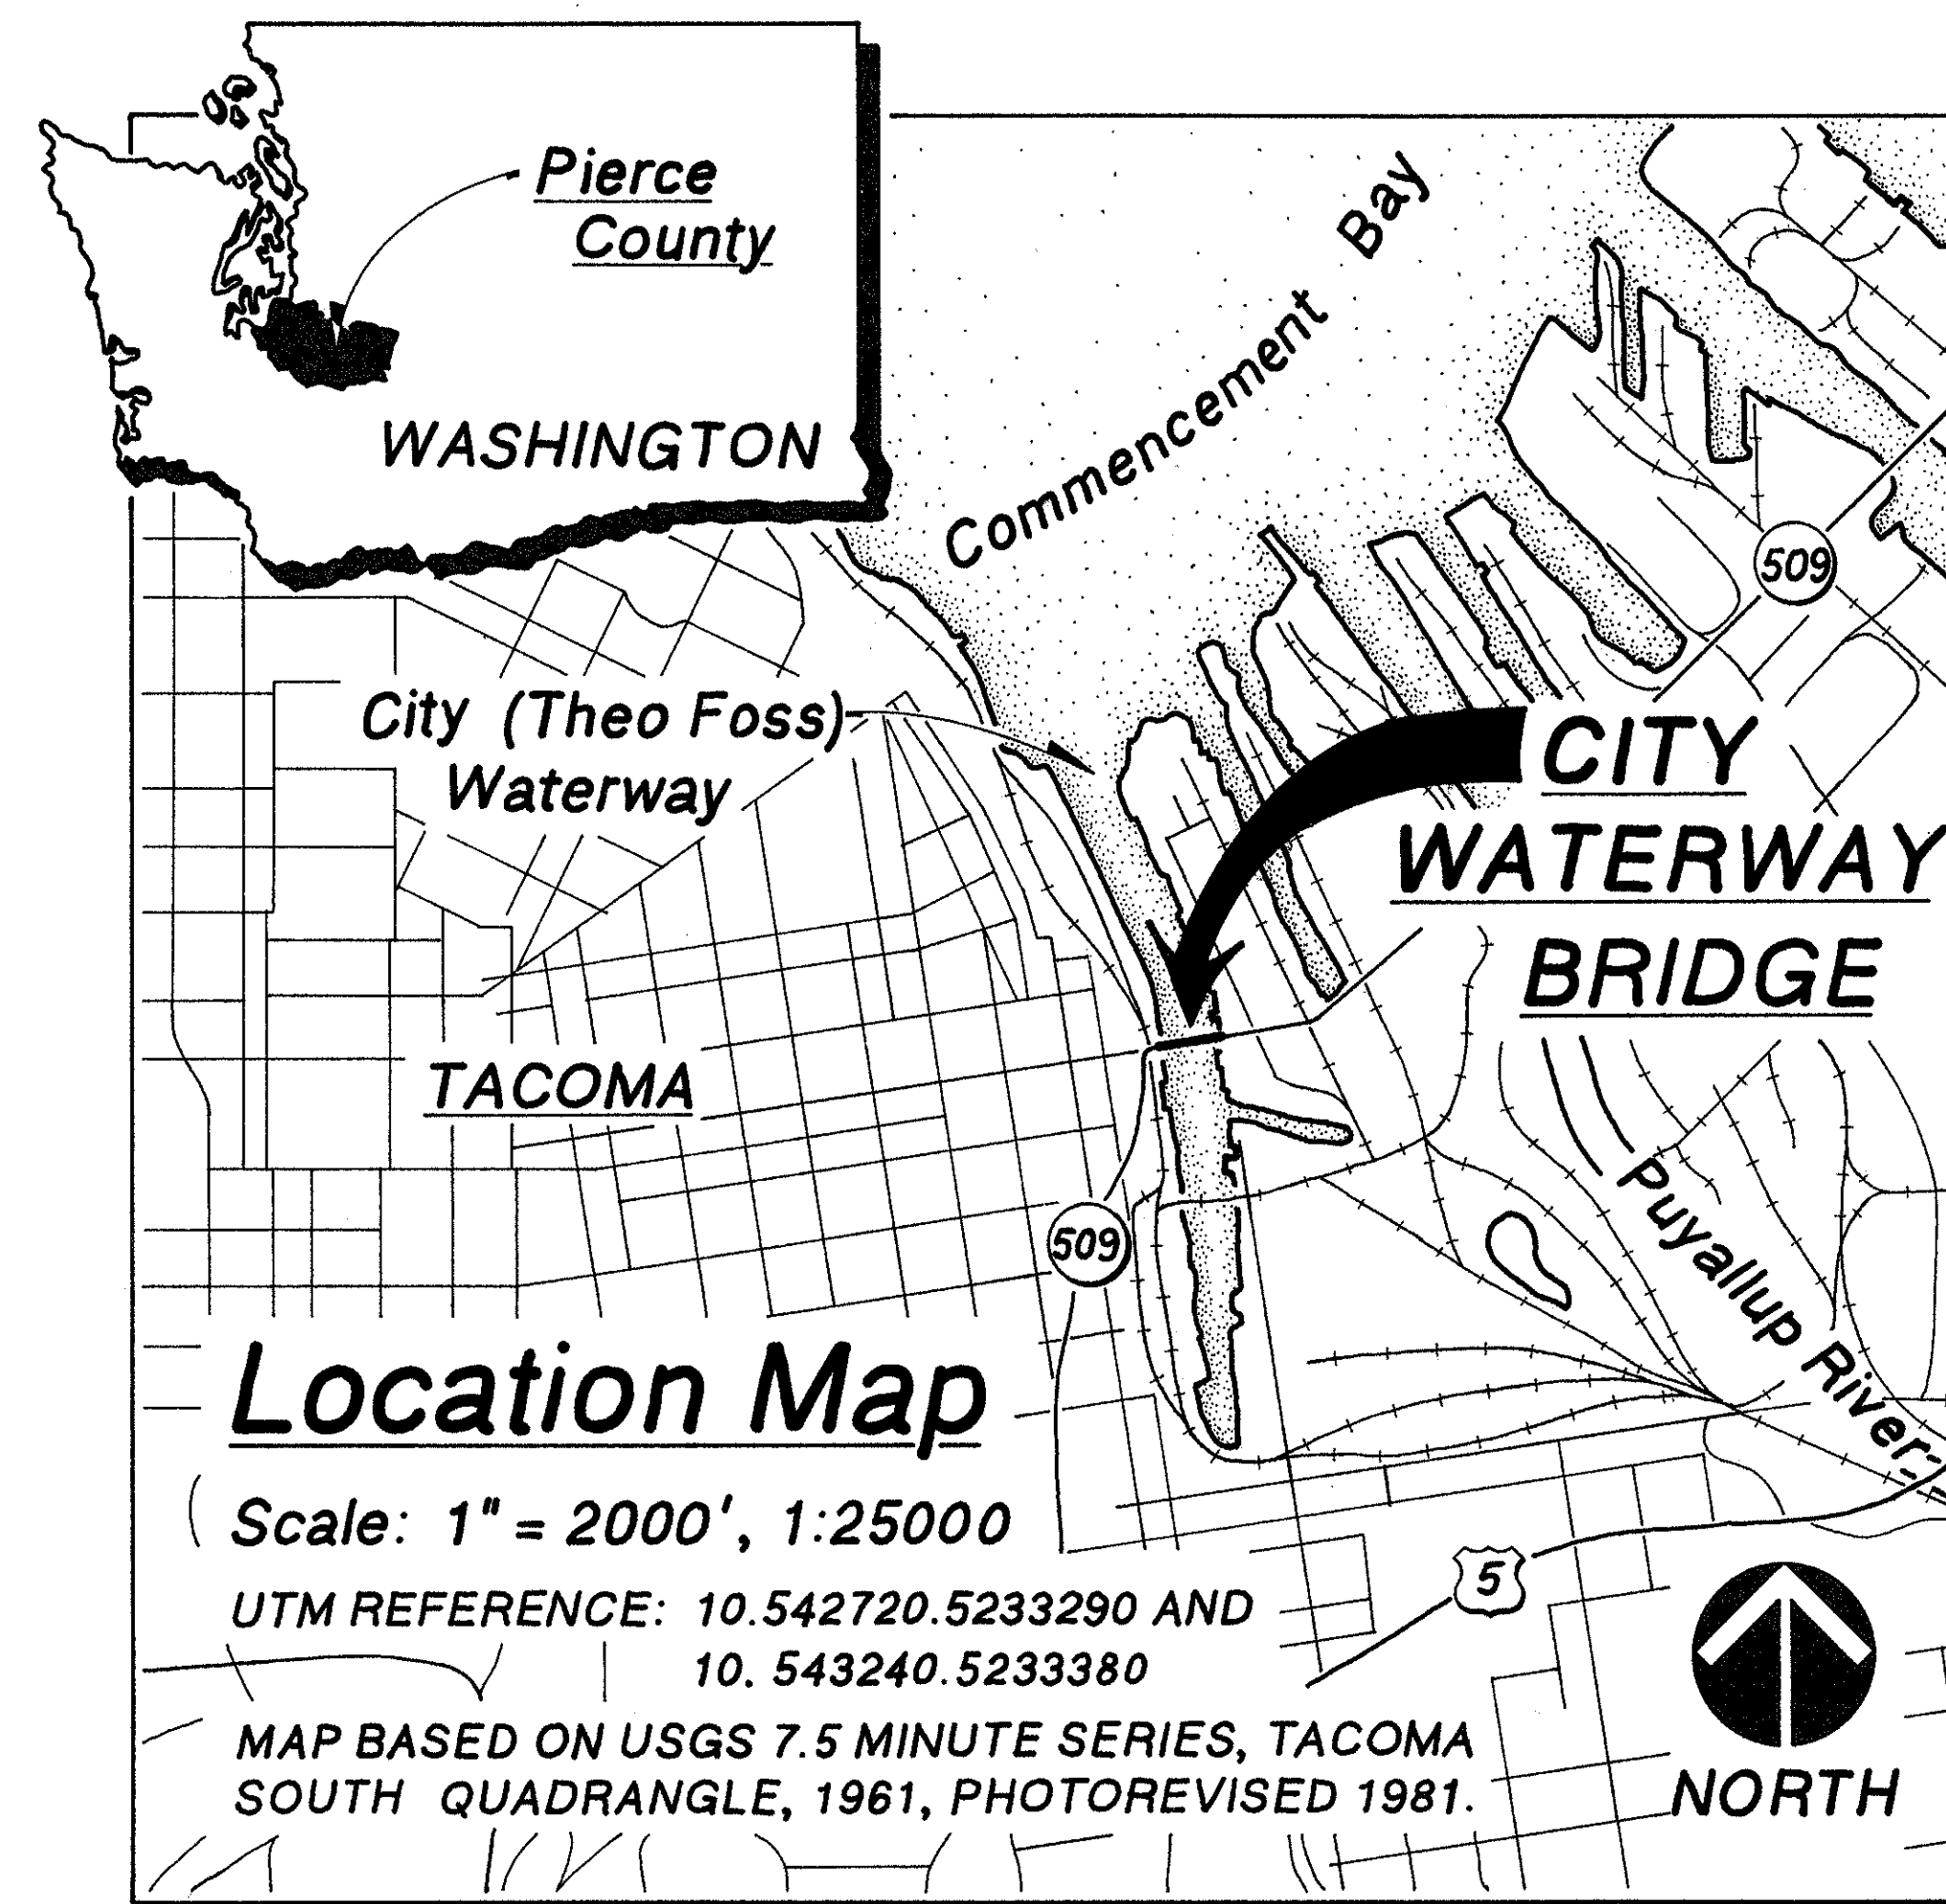 Pierce
County
WASHINGTON
Commencement Bay
509
City (Theo Foss)
Waterway
CITY
WATERWAY
BRIDGE
TACOMA
509
Puyallup River
Location Map
Scale: 1" = 2000', 1:25000
5
UTM REFERENCE: 10.542720.5233290 AND
10. 543240.5233380
MAP BASED ON USGS 7.5 MINUTE SERIES, TACOMA
SOUTH QUADRANGLE, 1961, PHOTOREVISED 1981.
NORTH